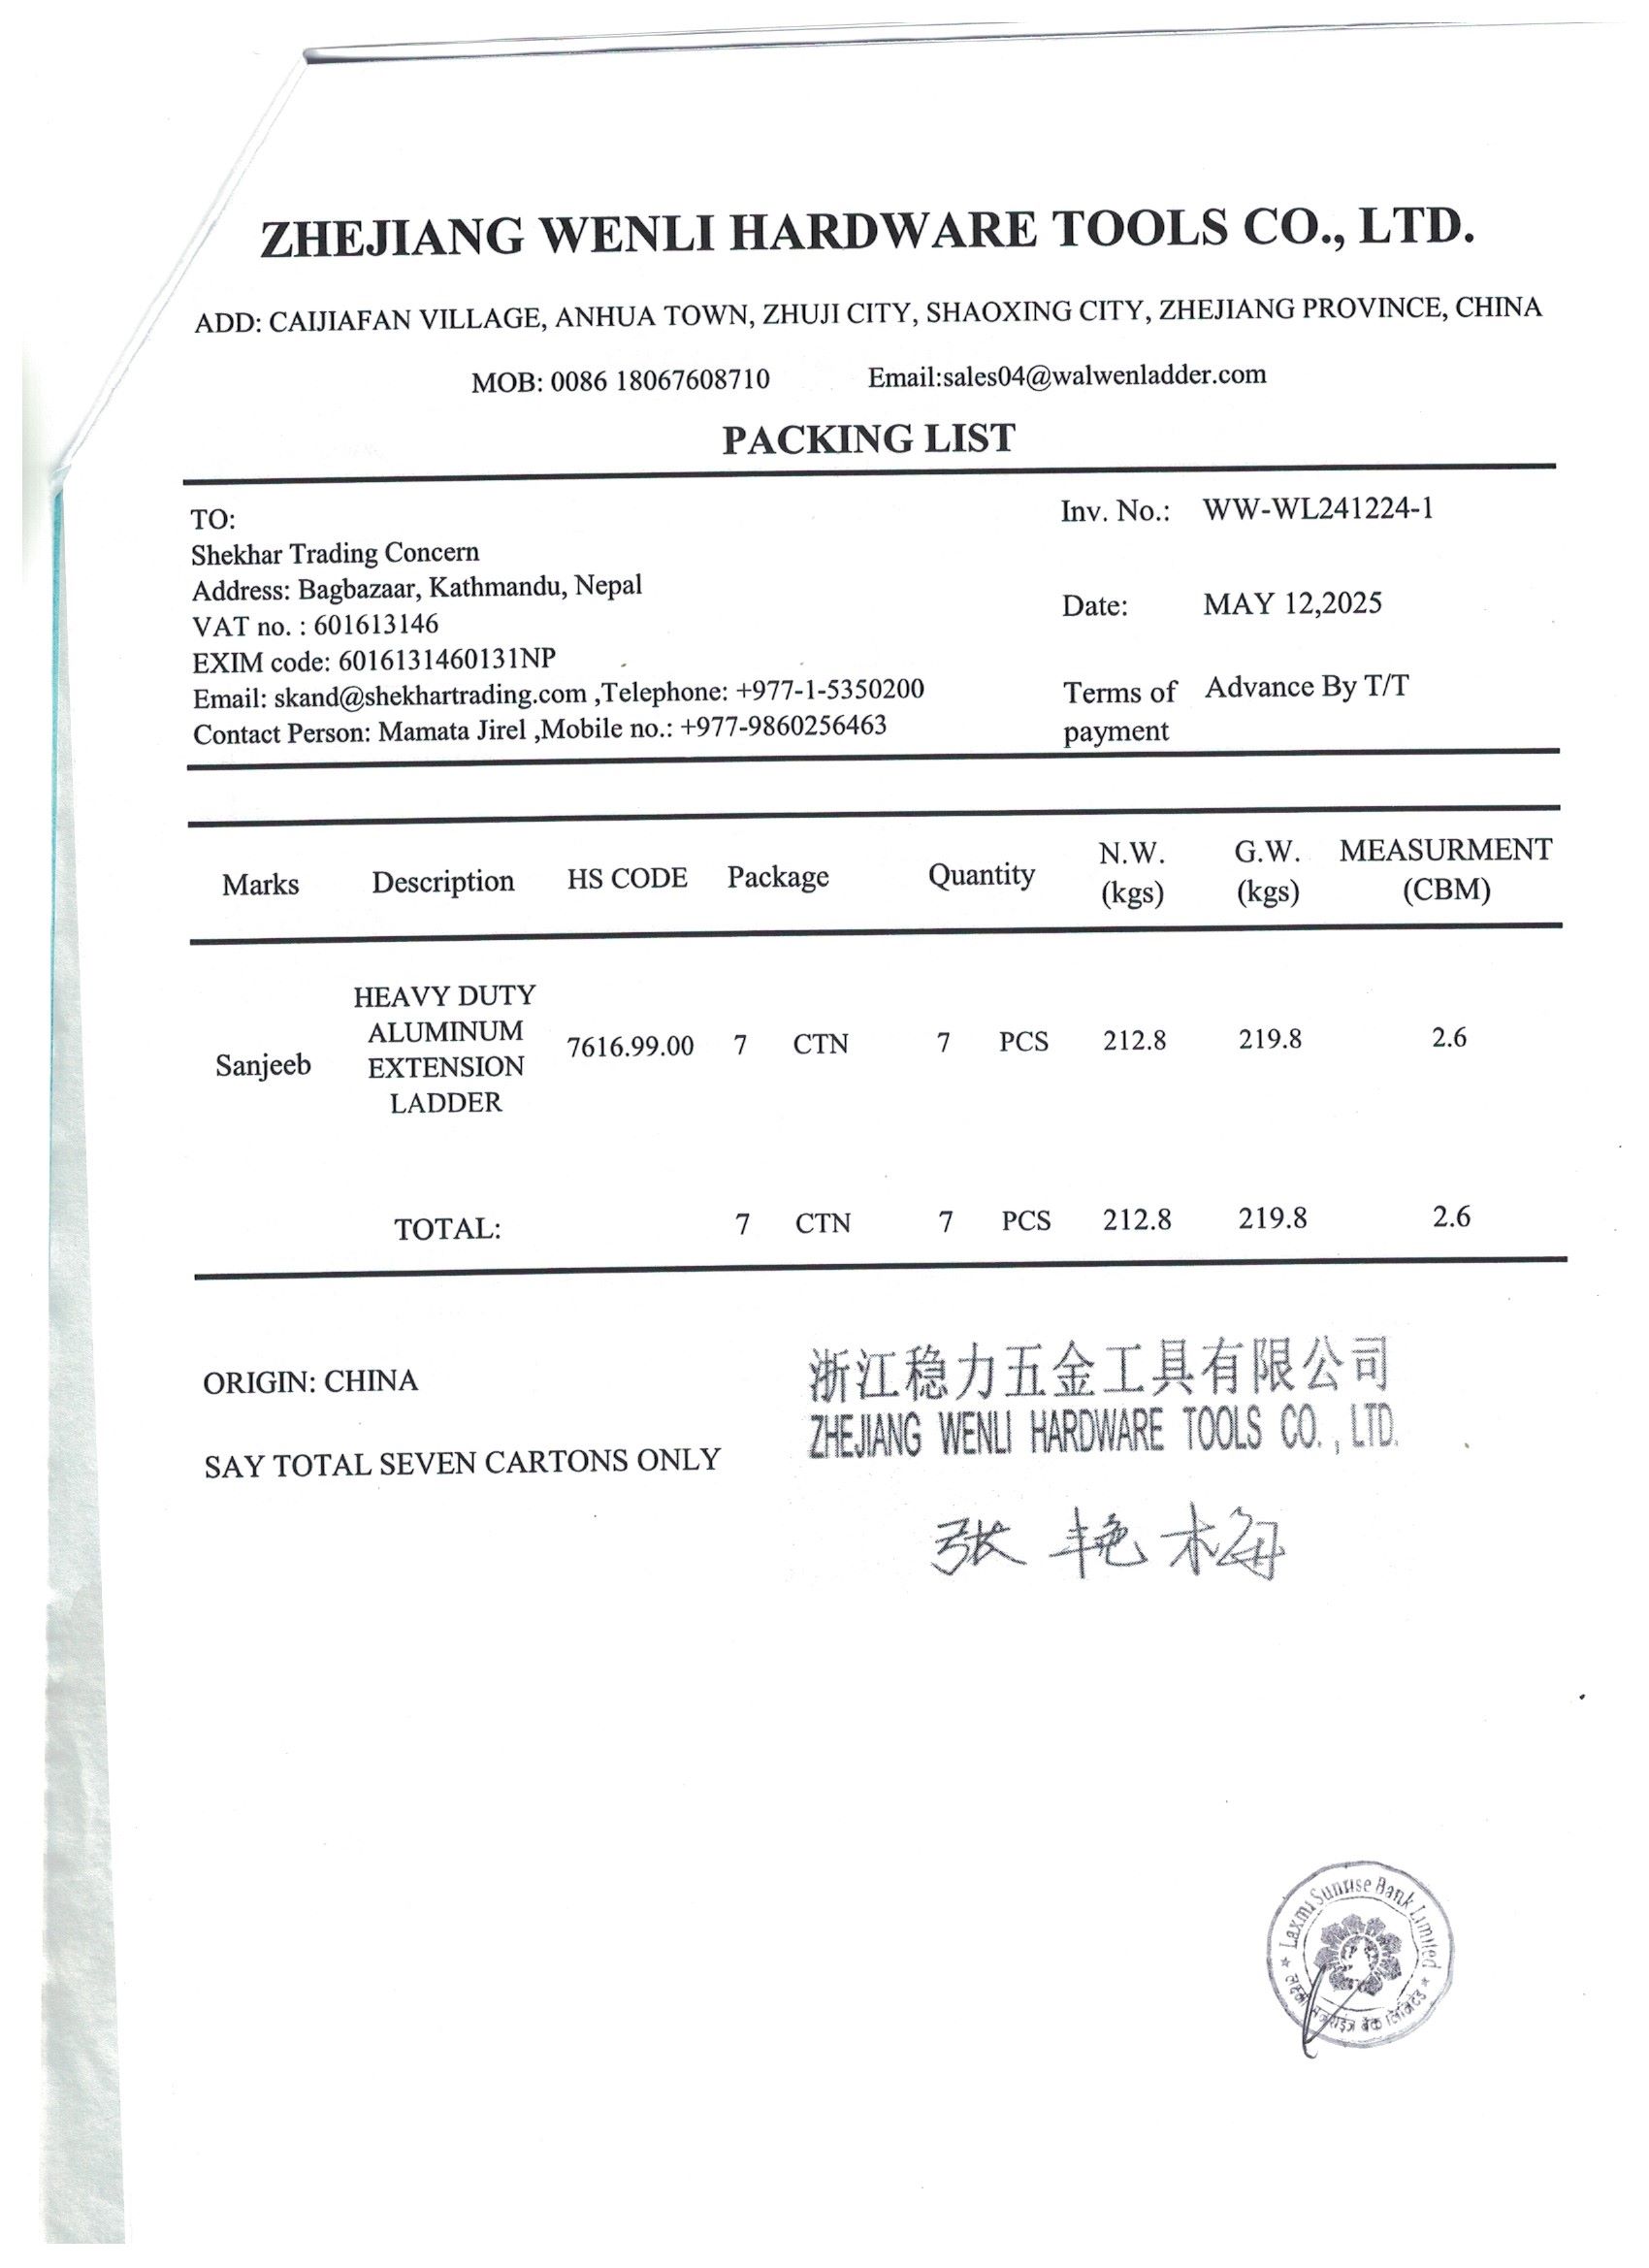 ZHEJIANG WENLI HARDWARE TOOLS CO., LTD.
ADD: CAIJIAFAN VILLAGE, ANHUA TOWN, ZHUJI CITY, SHAOXING CITY, ZHEJIANG PROVINCE, CHINA
MOB: 0086 18067608710 Email:sales04@walwenladder.com
PACKING LIST
TO:
Shekhar Trading Concern
Address: Bagbazaar, Kathmandu, Nepal
VAT no. : 601613146
EXIM code: 6016131460131NP
Email: skand@shekhartrading.com ,Telephone: +977-1-5350200
Contact Person: Mamata Jirel ,Mobile no.: +977-9860256463
Inv. No.: WW-WL241224-1
Date: MAY 12,2025
Terms of payment Advance By T/T
Marks Description HS CODE Package Quantity N.W. (kgs) G.W. (kgs) MEASURMENT (CBM)
Sanjeeb HEAVY DUTY ALUMINUM EXTENSION LADDER 7616.99.00 7 CTN 7 PCS 212.8 219.8 2.6
TOTAL: 7 CTN 7 PCS 212.8 219.8 2.6
ORIGIN: CHINA
SAY TOTAL SEVEN CARTONS ONLY
浙江稳力五金工具有限公司
ZHEJIANG WENLI HARDWARE TOOLS CO., LTD.
张艳梅
Laxmi Sunrise Bank Limited
लक्ष्मी सनराइज बैंक लिमिटेड